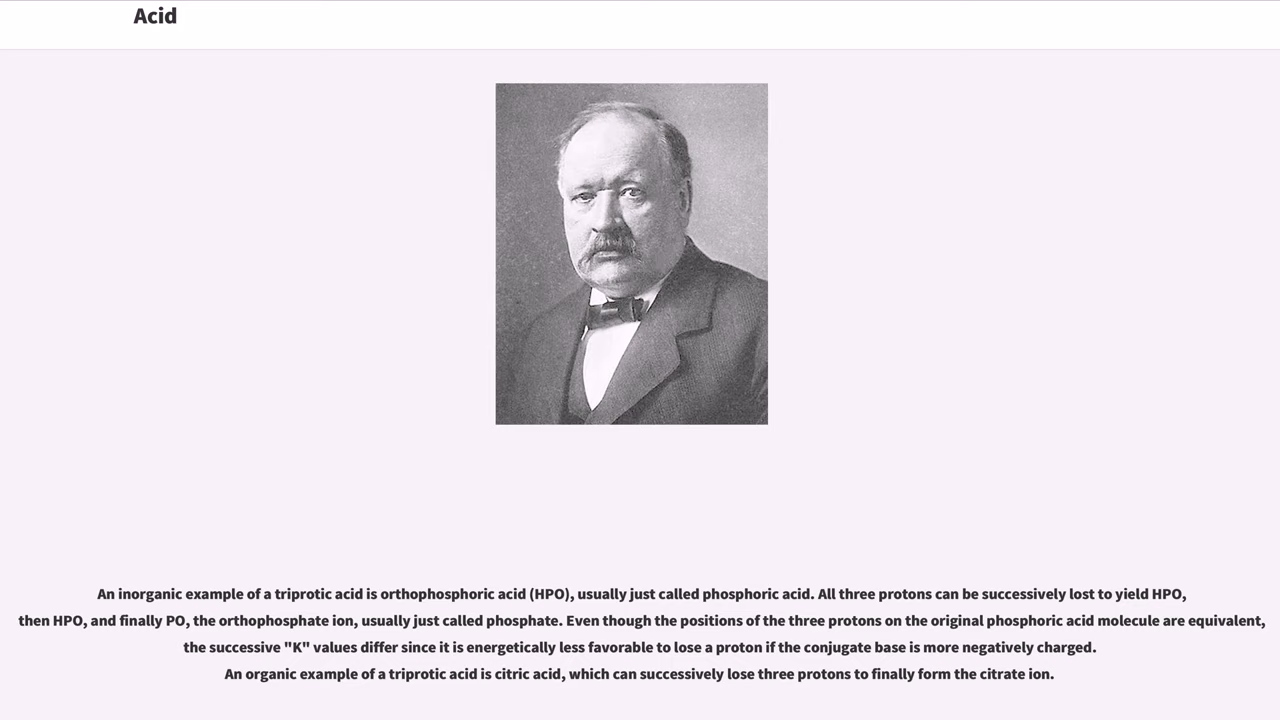 Acid
An inorganic example of a triprotic acid is orthophosphoric acid (HPO), usually just called phosphoric acid. All three protons can be successively lost to yield HPO,
then HPO, and finally PO, the orthophosphate ion, usually just called phosphate. Even though the positions of the three protons on the original phosphoric acid molecule are equivalent,
the successive "K" values differ since it is energetically less favorable to lose a proton if the conjugate base is more negatively charged.
An organic example of a triprotic acid is citric acid, which can successively lose three protons to finally form the citrate ion.